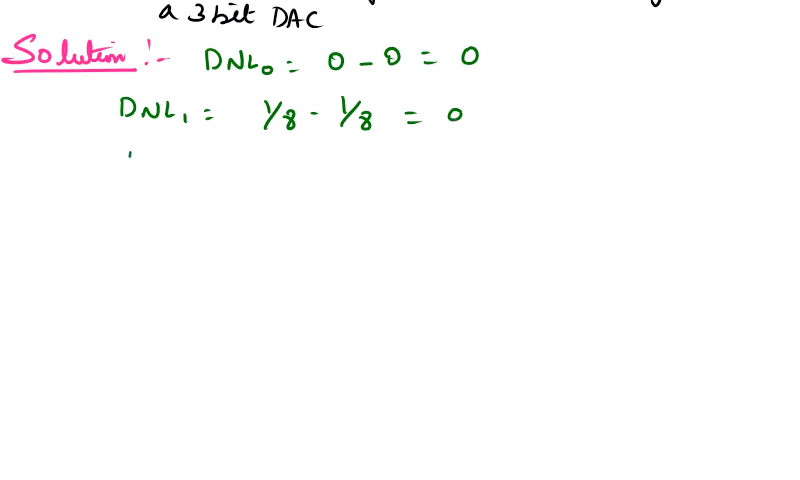 a 3 bit DAC
Solution :- DNL₀ = 0 - 0 = 0
DNL₁ = 1/8 - 1/8 = 0